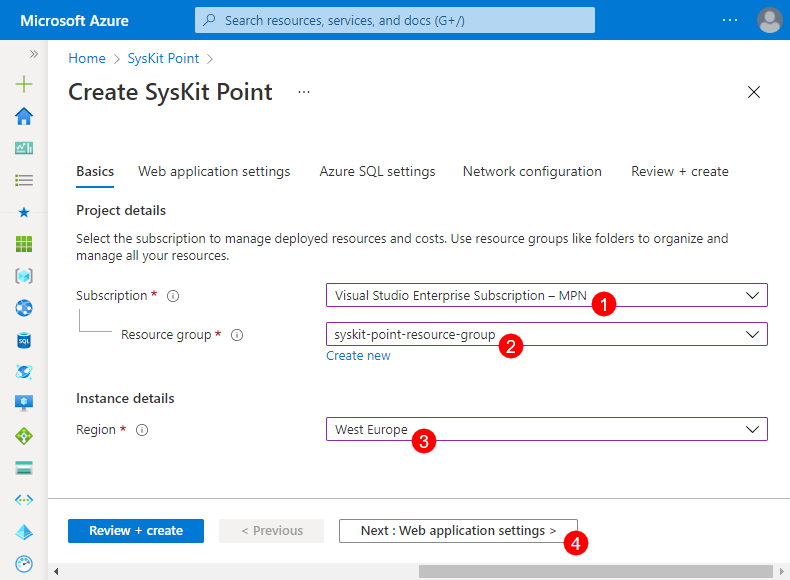 Microsoft Azure
Search resources, services, and docs (G+/)
Home > SysKit Point >
Create SysKit Point ...
Basics Web application settings Azure SQL settings Network configuration Review + create
Project details
Select the subscription to manage deployed resources and costs. Use resource groups like folders to organize and
manage all your resources.
Subscription * Visual Studio Enterprise Subscription – MPN
1
Resource group * syskit-point-resource-group
2
Create new
Instance details
Region * West Europe
3
Review + create < Previous Next : Web application settings >
4
SQL